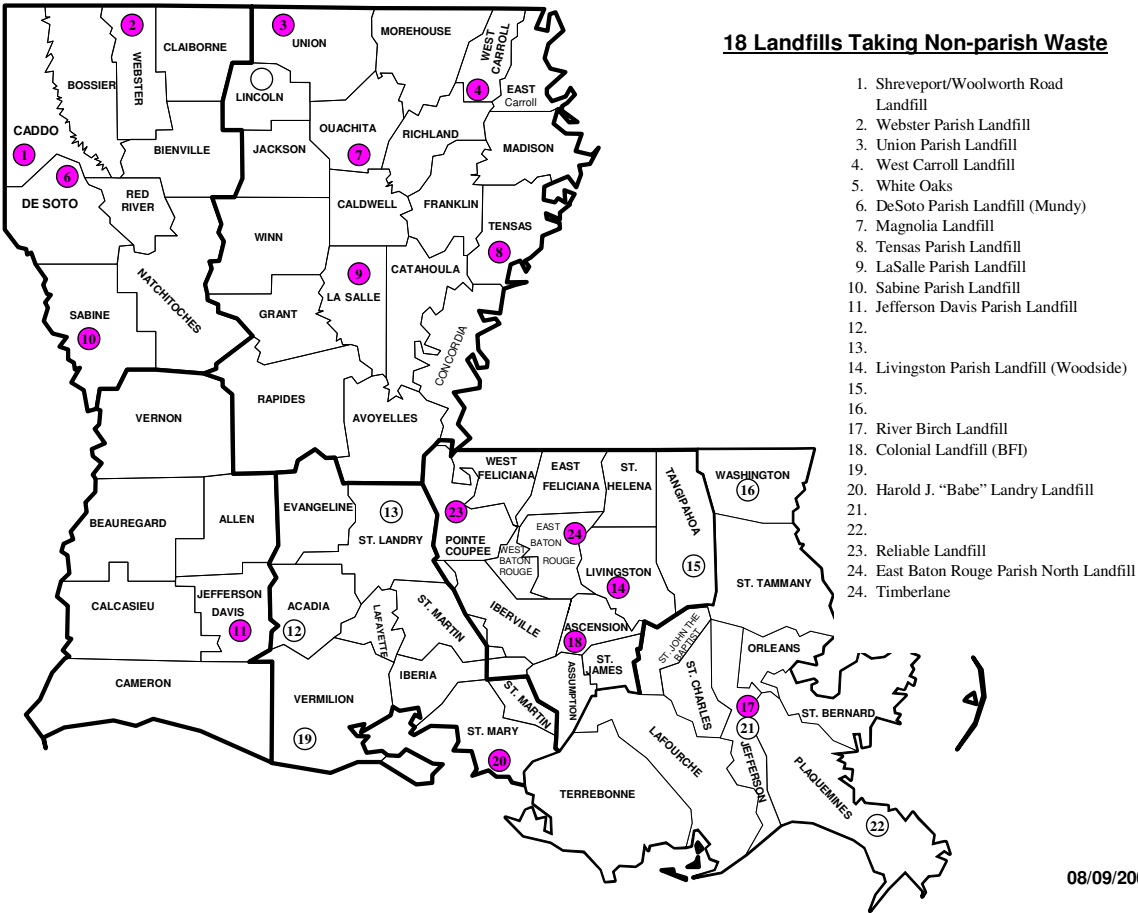 18 Landfills Taking Non-parish Waste
1. Shreveport/Woolworth Road
Landfill
2. Webster Parish Landfill
3. Union Parish Landfill
4. West Carroll Landfill
5. White Oaks
6. DeSoto Parish Landfill (Mundy)
7. Magnolia Landfill
8. Tensas Parish Landfill
9. LaSalle Parish Landfill
10. Sabine Parish Landfill
11. Jefferson Davis Parish Landfill
12.
13.
14. Livingston Parish Landfill (Woodside)
15.
16.
17. River Birch Landfill
18. Colonial Landfill (BFI)
19.
20. Harold J. “Babe” Landry Landfill
21.
22.
23. Reliable Landfill
24. East Baton Rouge Parish North Landfill
24. Timberlane
2
3
CLAIBORNE
UNION
MOREHOUSE
WEST
CARROLL
WEBSTER
BOSSIER
LINCOLN
4
EAST
Carroll
CADDO
1
BIENVILLE
JACKSON
OUACHITA
7
RICHLAND
MADISON
6
DE SOTO
RED
RIVER
CALDWELL
FRANKLIN
TENSAS
8
WINN
NATCHITOCHES
9
LA SALLE
CATAHOULA
SABINE
10
GRANT
CONCORDIA
VERNON
RAPIDES
AVOYELLES
BEAUREGARD
ALLEN
EVANGELINE
13
ST. LANDRY
23
POINTE
COUPEE
WEST
FELICIANA
EAST
FELICIANA
ST.
HELENA
TANGIPAHOA
WASHINGTON
16
EAST
BATON
ROUGE
24
WEST
BATON
ROUGE
LIVINGSTON
14
15
ST. TAMMANY
CALCASIEU
JEFFERSON
DAVIS
11
ACADIA
12
LAFAYETTE
ST. MARTIN
IBERVILLE
ASCENSION
18
ST. JOHN THE
BAPTIST
ORLEANS
CAMERON
VERMILION
19
IBERIA
ST. MARTIN
ASSUMPTION
ST.
JAMES
ST. CHARLES
17
21
JEFFERSON
ST. BERNARD
ST. MARY
20
LAFOURCHE
TERREBONNE
PLAQUEMINES
22